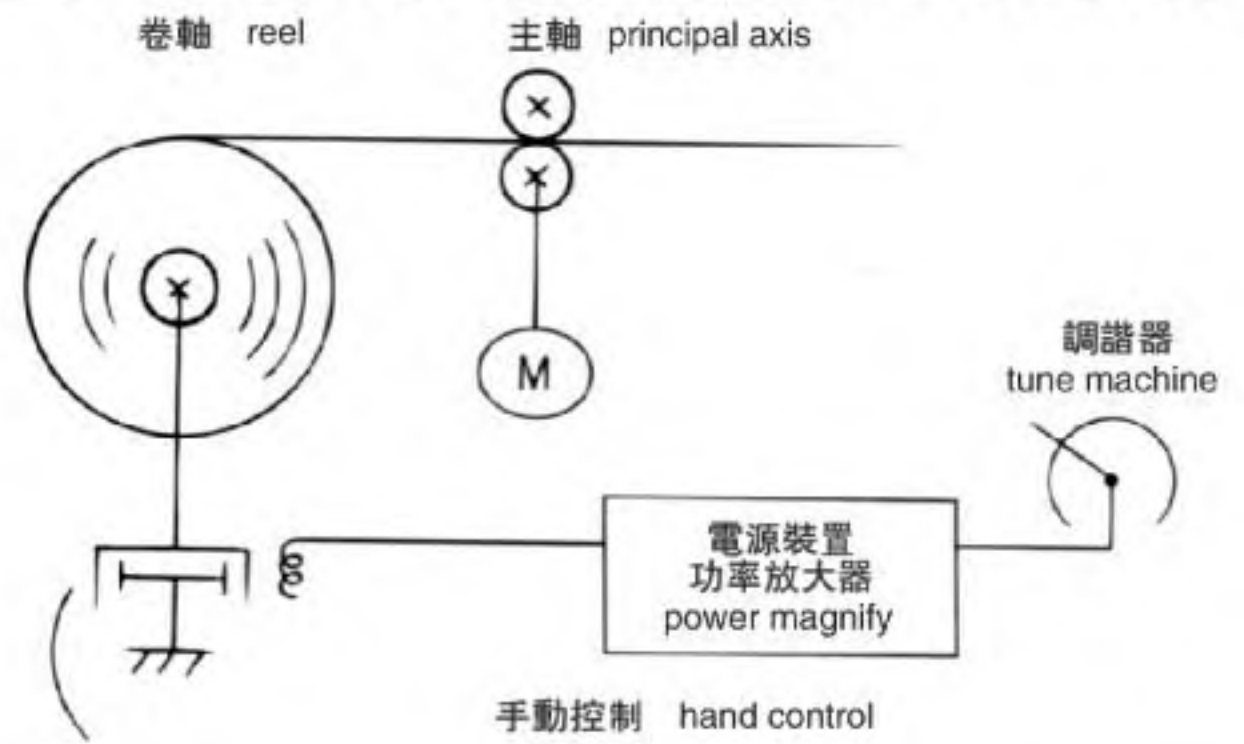 卷軸 reel
主軸 principal axis
M
調諧器
tune machine
電源裝置
功率放大器
power magnify
手動控制 hand control